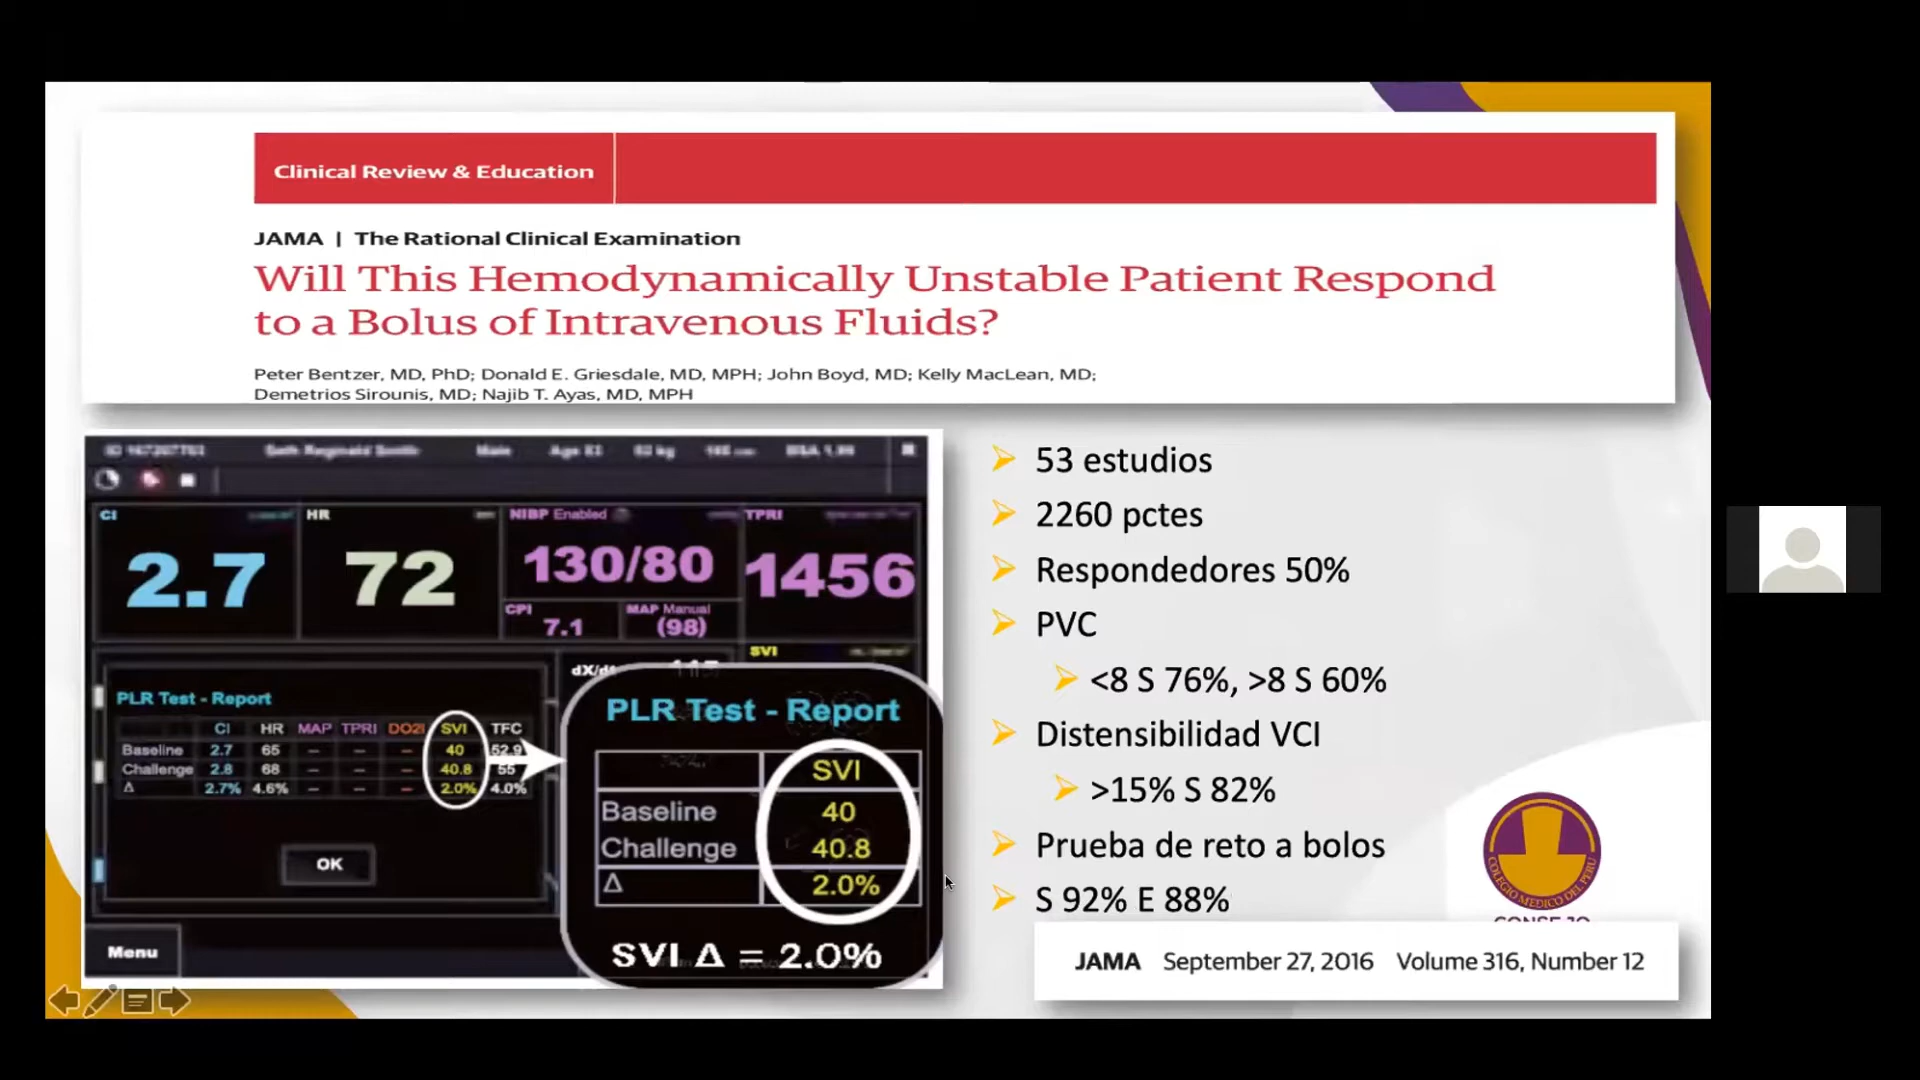 Clinical Review & Education
JAMA | The Rational Clinical Examination
Will This Hemodynamically Unstable Patient Respond
to a Bolus of Intravenous Fluids?
Peter Bentzer, MD, PhD; Donald E. Griesdale, MD, MPH; John Boyd, MD; Kelly MacLean, MD;
Demetrios Sirounis, MD; Najib T. Ayas, MD, MPH
Male
CI HR NIBP Enabled TPRI
2.7 72 130/80 1456
CPI MAP Manual
7.1 (98)
SVI
dX/dt
PLR Test - Report
CI HR MAP TPRI DO2I SVI TFC
Baseline 2.7 65 – – – 40 52.9
Challenge 2.8 68 – – – 40.8 55
Δ 2.7% 4.6% – – – 2.0% 4.0%
OK
Menu
PLR Test - Report
SVI
Baseline 40
Challenge 40.8
Δ 2.0%
SVI Δ = 2.0%
53 estudios
2260 pctes
Respondedores 50%
PVC
<8 S 76%, >8 S 60%
Distensibilidad VCI
>15% S 82%
Prueba de reto a bolos
S 92% E 88%
COLEGIO MEDICO DEL PERU
JAMA September 27, 2016 Volume 316, Number 12